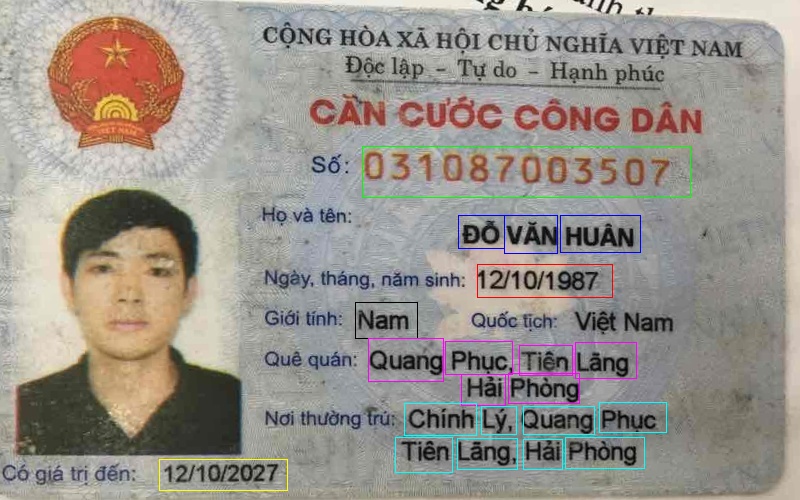 CỘNG HÒA XÃ HỘI CHỦ NGHĨA VIỆT NAM
Độc lập - Tự do - Hạnh phúc
CĂN CƯỚC CÔNG DÂN
Số: 031087003507
Họ và tên:
ĐỖ VĂN HUÂN
Ngày, tháng, năm sinh: 12/10/1987
Giới tính: Nam Quốc tịch: Việt Nam
Quê quán: Quang Phục, Tiên Lãng
Hải Phòng
Nơi thường trú: Chính Lý, Quang Phục
Tiên Lãng, Hải Phòng
Có giá trị đến: 12/10/2027
VIỆT NAM